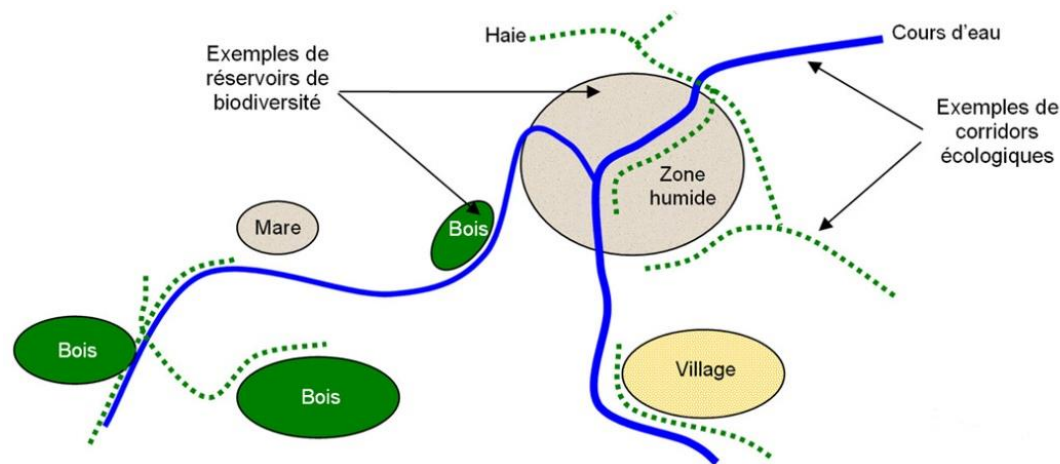 Haie
Cours d'eau
Exemples de
réservoirs de
biodiversité
Exemples de
corridors
écologiques
Zone
humide
Mare
Bois
Bois
Bois
Village